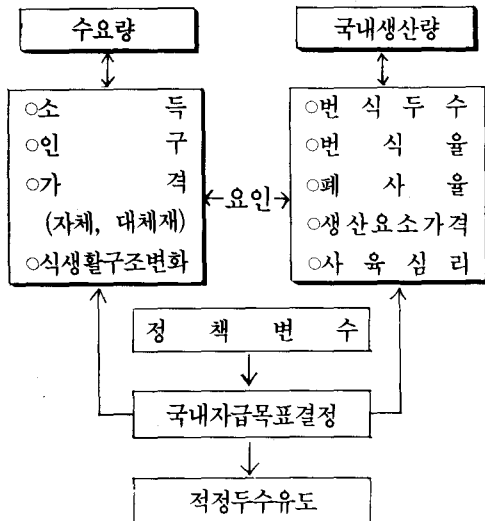 수요량
국내생산량
○소 득
○인 구
○가 격
(자체, 대체재)
○식생활구조변화
←요인→
○번 식 두 수
○번 식 율
○폐 사 율
○생산요소가격
○사 육 심 리
정 책 변 수
국내자급목표결정
적정두수유도